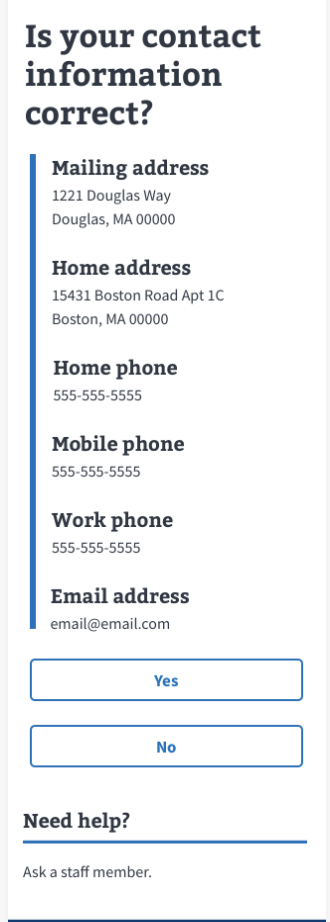 Is your contact
information
correct?
Mailing address
1221 Douglas Way
Douglas, MA 00000
Home address
15431 Boston Road Apt 1C
Boston, MA 00000
Home phone
555-555-5555
Mobile phone
555-555-5555
Work phone
555-555-5555
Email address
email@email.com
Yes
No
Need help?
Ask a staff member.